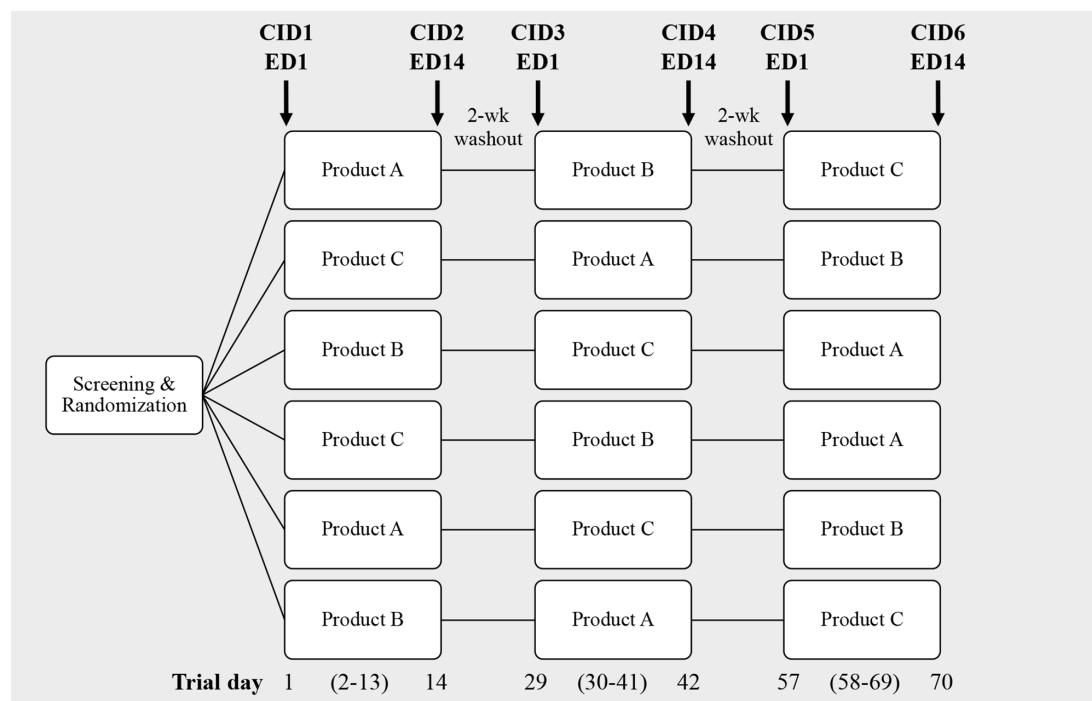 CID1 CID2 CID3 CID4 CID5 CID6
ED1 ED14 ED1 ED14 ED1 ED14
2-wk 2-wk
washout washout
Product A Product B Product C
Product C Product A Product B
Product B Product C Product A
Screening &
Randomization
Product C Product B Product A
Product A Product C Product B
Product B Product A Product C
Trial day 1 (2-13) 14 29 (30-41) 42 57 (58-69) 70